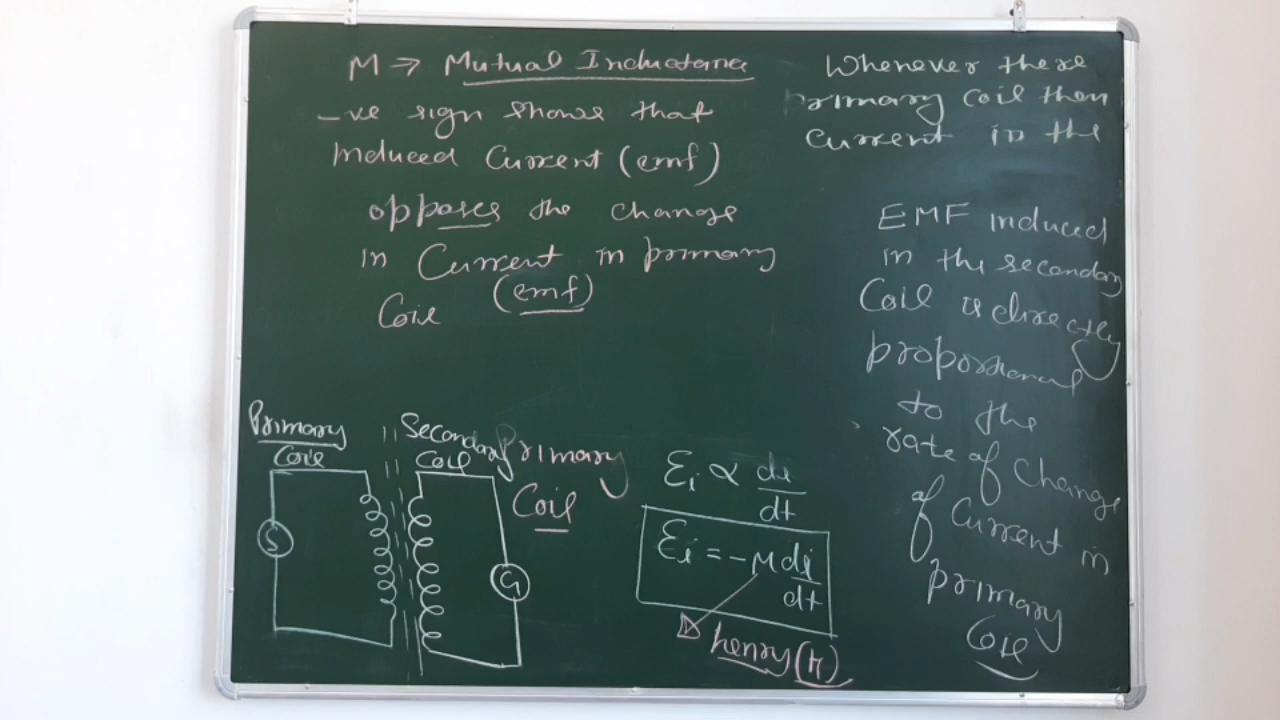 M → Mutual Inductance
-ve sign shows that
Induced Current (emf)
opposes the change
in Current in primary
Coil (emf)
Whenever there
rimary coil then
Current in the
EMF induced
in the secondary
Coil is directly
proportional
to the
rate of Change
of Current in
primary
Coil
Primary
Coil
Secondary
Coil
Primary
Coil
S
G
Ei ∝ di/dt
Ei = -M di/dt
henry (H)